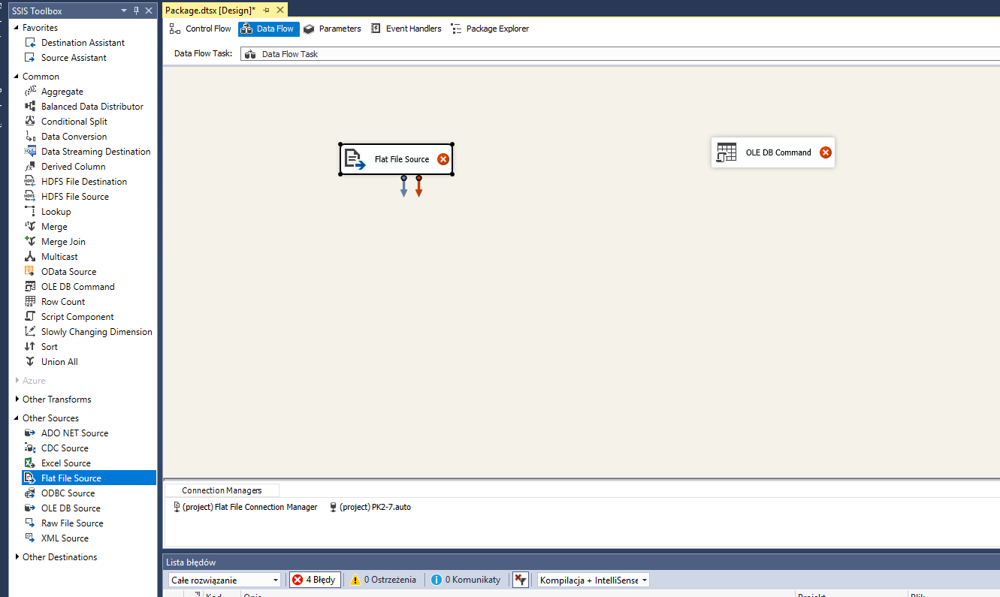 SSIS Toolbox
Favorites
Destination Assistant
Source Assistant
Common
Aggregate
Balanced Data Distributor
Conditional Split
Data Conversion
Data Streaming Destination
Derived Column
HDFS File Destination
HDFS File Source
Lookup
Merge
Merge Join
Multicast
OData Source
OLE DB Command
Row Count
Script Component
Slowly Changing Dimension
Sort
Union All
Azure
Other Transforms
Other Sources
ADO NET Source
CDC Source
Excel Source
Flat File Source
ODBC Source
OLE DB Source
Raw File Source
XML Source
Other Destinations
Package.dtsx [Design]*
Control Flow Data Flow Parameters Event Handlers Package Explorer
Data Flow Task: Data Flow Task
Flat File Source
OLE DB Command
Connection Managers
(project) Flat File Connection Manager (project) PK2-7.auto
Lista błędów
Całe rozwiązanie 4 Błędy 0 Ostrzeżenia 0 Komunikaty Kompilacja + IntelliSense
Kod Opis Projekt Plik